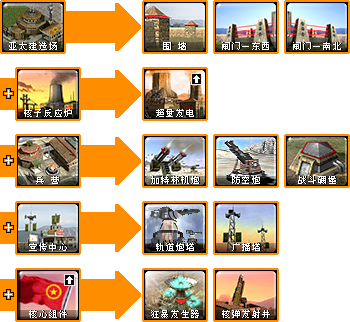 亚太建造场
围 墙
闸门—东西
闸门—南北
核子反应炉
超量发电
兵 营
加特林机炮
防空炮
战斗碉堡
宣传中心
轨道炮塔
广播塔
核心组件
狂暴发生器
核弹发射井